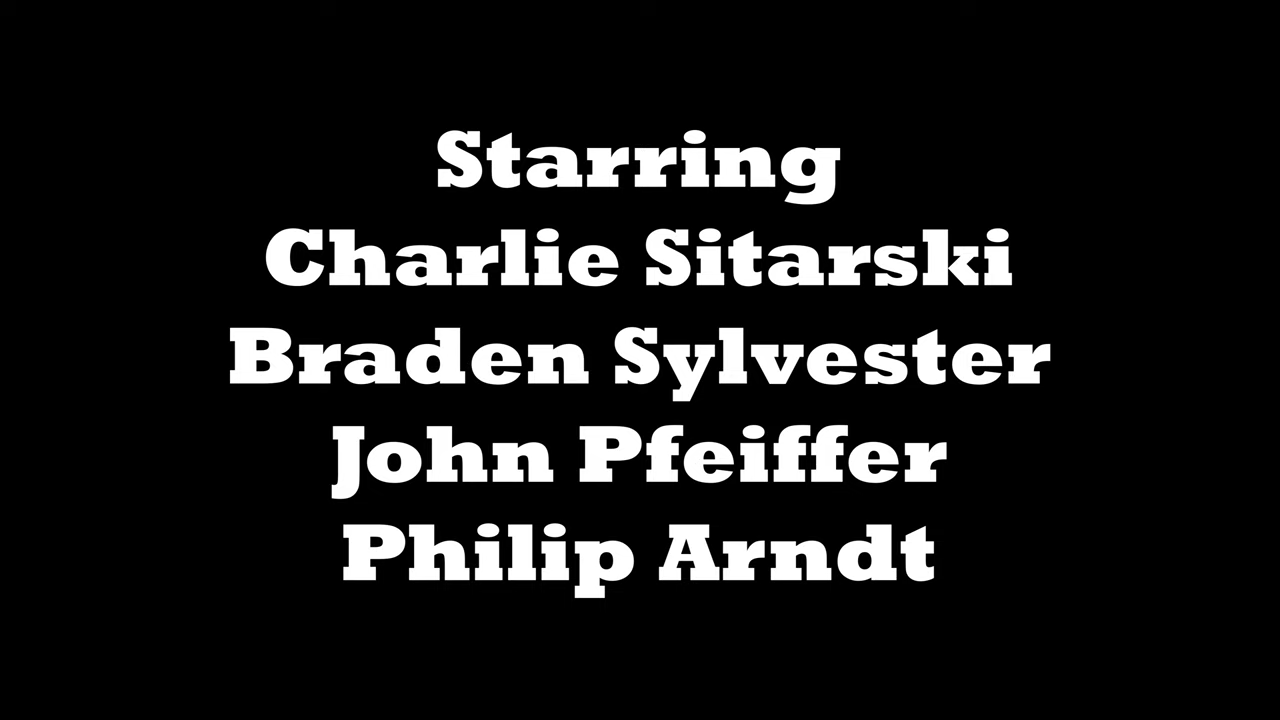 Starring
Charlie Sitarski
Braden Sylvester
John Pfeiffer
Philip Arndt